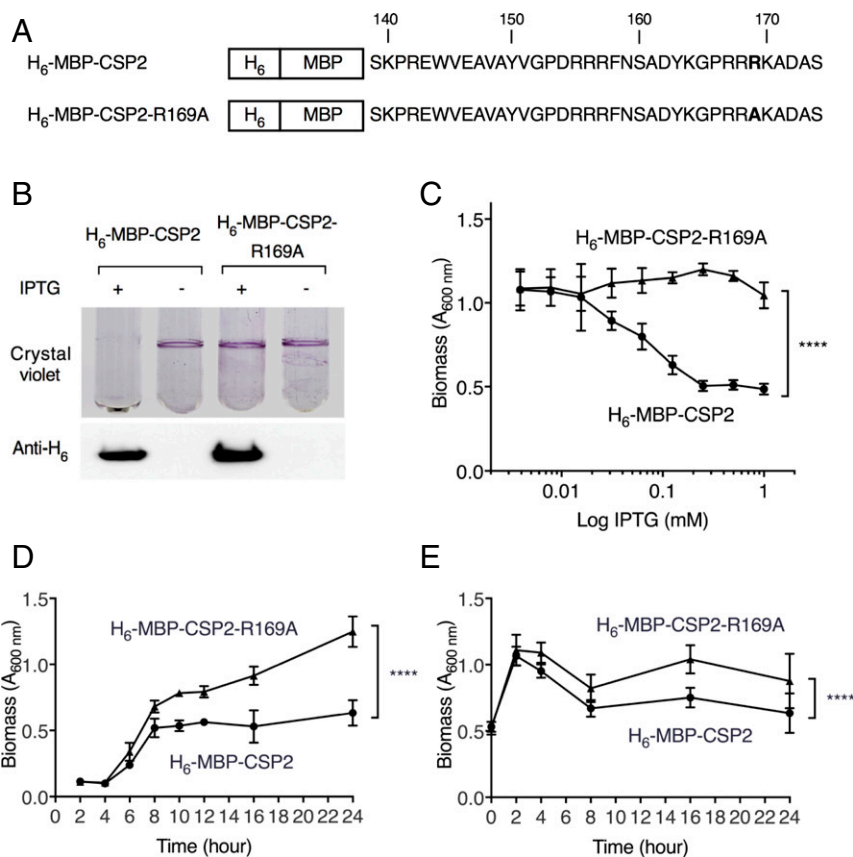 A
140 150 160 170
H6-MBP-CSP2 H6 MBP SKPREWVEAVAYVGPDRRRRFNSADYKGPRRRKADAS
H6-MBP-CSP2-R169A H6 MBP SKPREWVEAVAYVGPDRRRRFNSADYKGPRRAKADAS
B
H6-MBP-CSP2 H6-MBP-CSP2-
R169A
IPTG + - + -
Crystal
violet
Anti-H6
C
1.5
1.0
0.5
0.0
Biomass (A600 nm)
H6-MBP-CSP2-R169A
****
H6-MBP-CSP2
0.01 0.1 1
Log IPTG (mM)
D
1.5
1.0
0.5
0.0
Biomass (A600 nm)
H6-MBP-CSP2-R169A
****
H6-MBP-CSP2
0 2 4 6 8 10 12 14 16 18 20 22 24
Time (hour)
E
1.5
1.0
0.5
0.0
Biomass (A600 nm)
H6-MBP-CSP2-R169A
****
H6-MBP-CSP2
0 2 4 6 8 10 12 14 16 18 20 22 24
Time (hour)